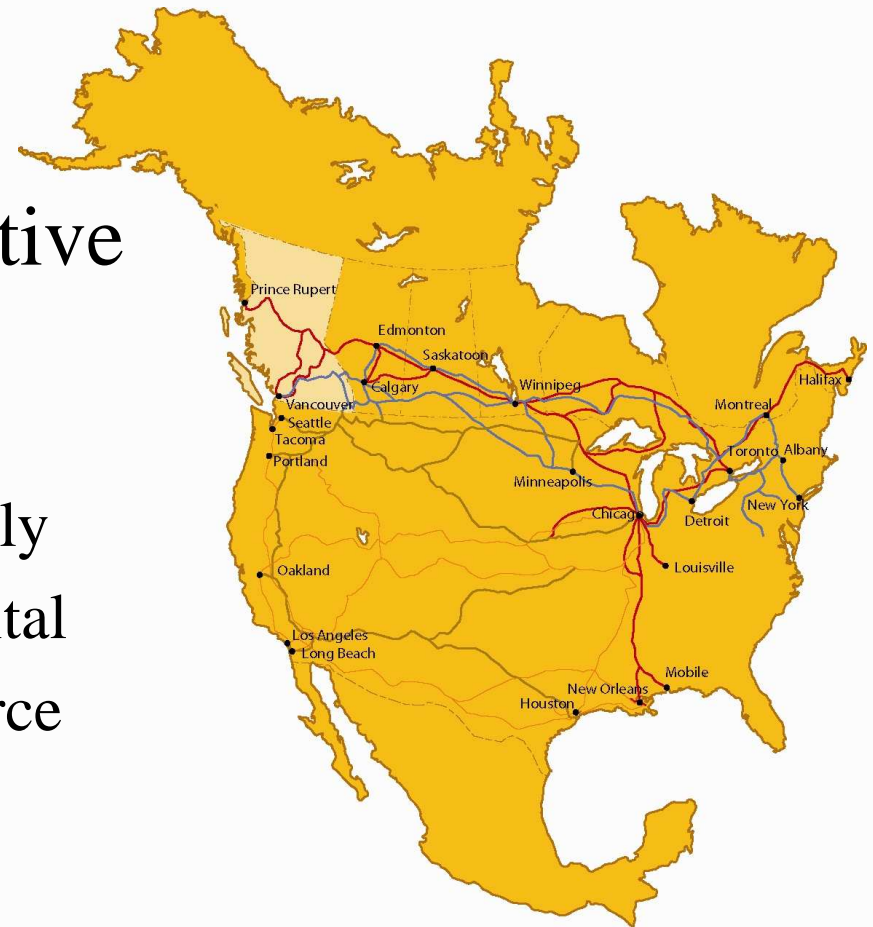 tive
ly
tal
rce
Prince Rupert
Edmonton
Saskatoon
Calgary
Winnipeg
Vancouver
Seattle
Tacoma
Portland
Halifax
Montreal
Toronto
Albany
Minneapolis
New York
Chicago
Detroit
Louisville
Oakland
Los Angeles
Long Beach
Mobile
New Orleans
Houston